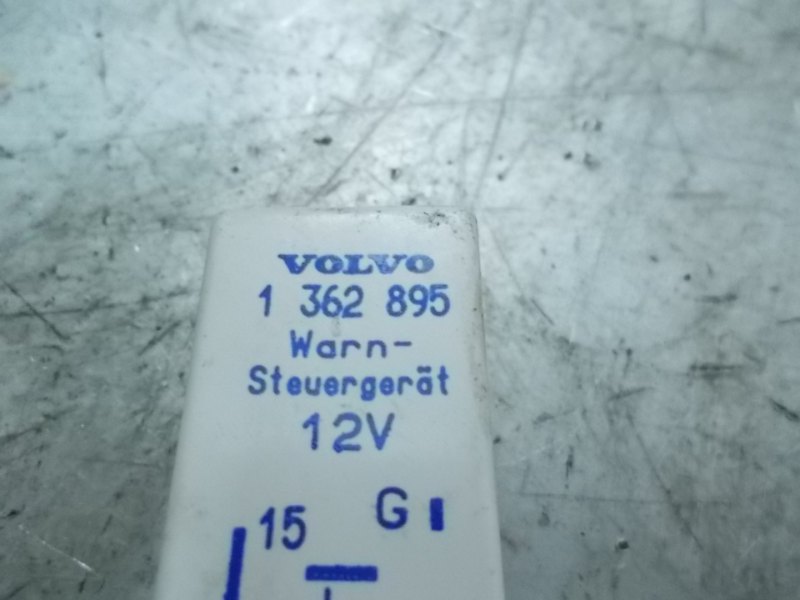 VOLVO
1 362 895
Warn-
Steuergerät
12V
15 G